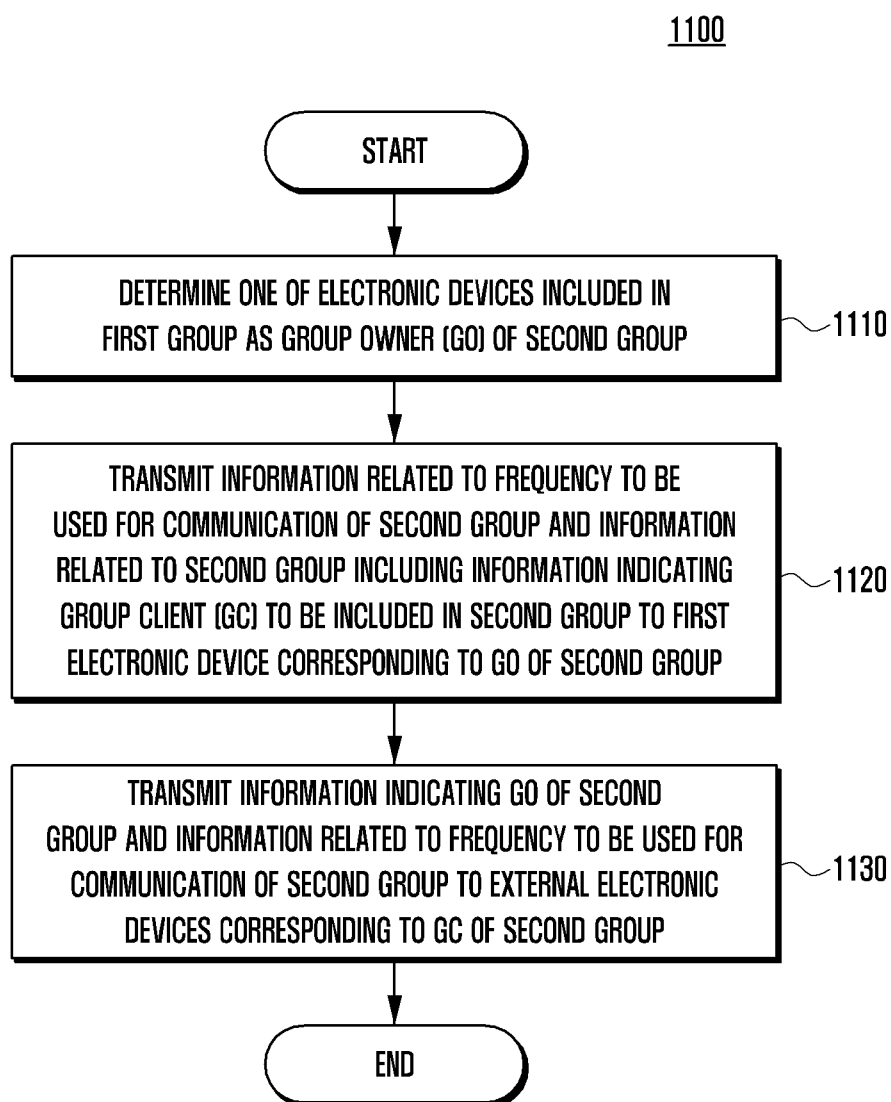 1100
START
DETERMINE ONE OF ELECTRONIC DEVICES INCLUDED IN
FIRST GROUP AS GROUP OWNER (GO) OF SECOND GROUP
1110
TRANSMIT INFORMATION RELATED TO FREQUENCY TO BE
USED FOR COMMUNICATION OF SECOND GROUP AND INFORMATION
RELATED TO SECOND GROUP INCLUDING INFORMATION INDICATING
GROUP CLIENT (GC) TO BE INCLUDED IN SECOND GROUP TO FIRST
ELECTRONIC DEVICE CORRESPONDING TO GO OF SECOND GROUP
1120
TRANSMIT INFORMATION INDICATING GO OF SECOND
GROUP AND INFORMATION RELATED TO FREQUENCY TO BE USED FOR
COMMUNICATION OF SECOND GROUP TO EXTERNAL ELECTRONIC
DEVICES CORRESPONDING TO GC OF SECOND GROUP
1130
END